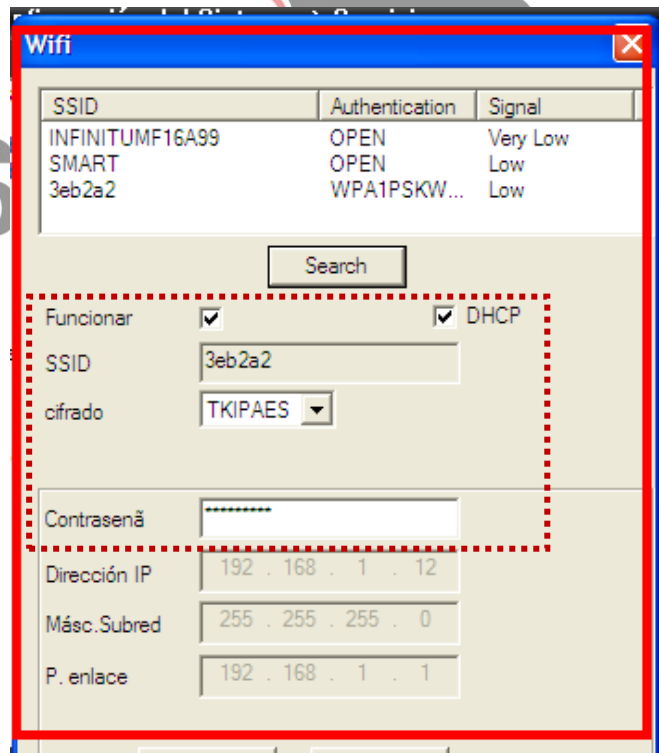 Wifi
SSID Authentication Signal
INFINITUMF16A99 OPEN Very Low
SMART OPEN Low
3eb2a2 WPA1PSKW... Low
Search
Funcionar DHCP
SSID 3eb2a2
cifrado TKIPAES
Contrasenã *********
Dirección IP 192 . 168 . 1 . 12
Másc.Subred 255 . 255 . 255 . 0
P. enlace 192 . 168 . 1 . 1